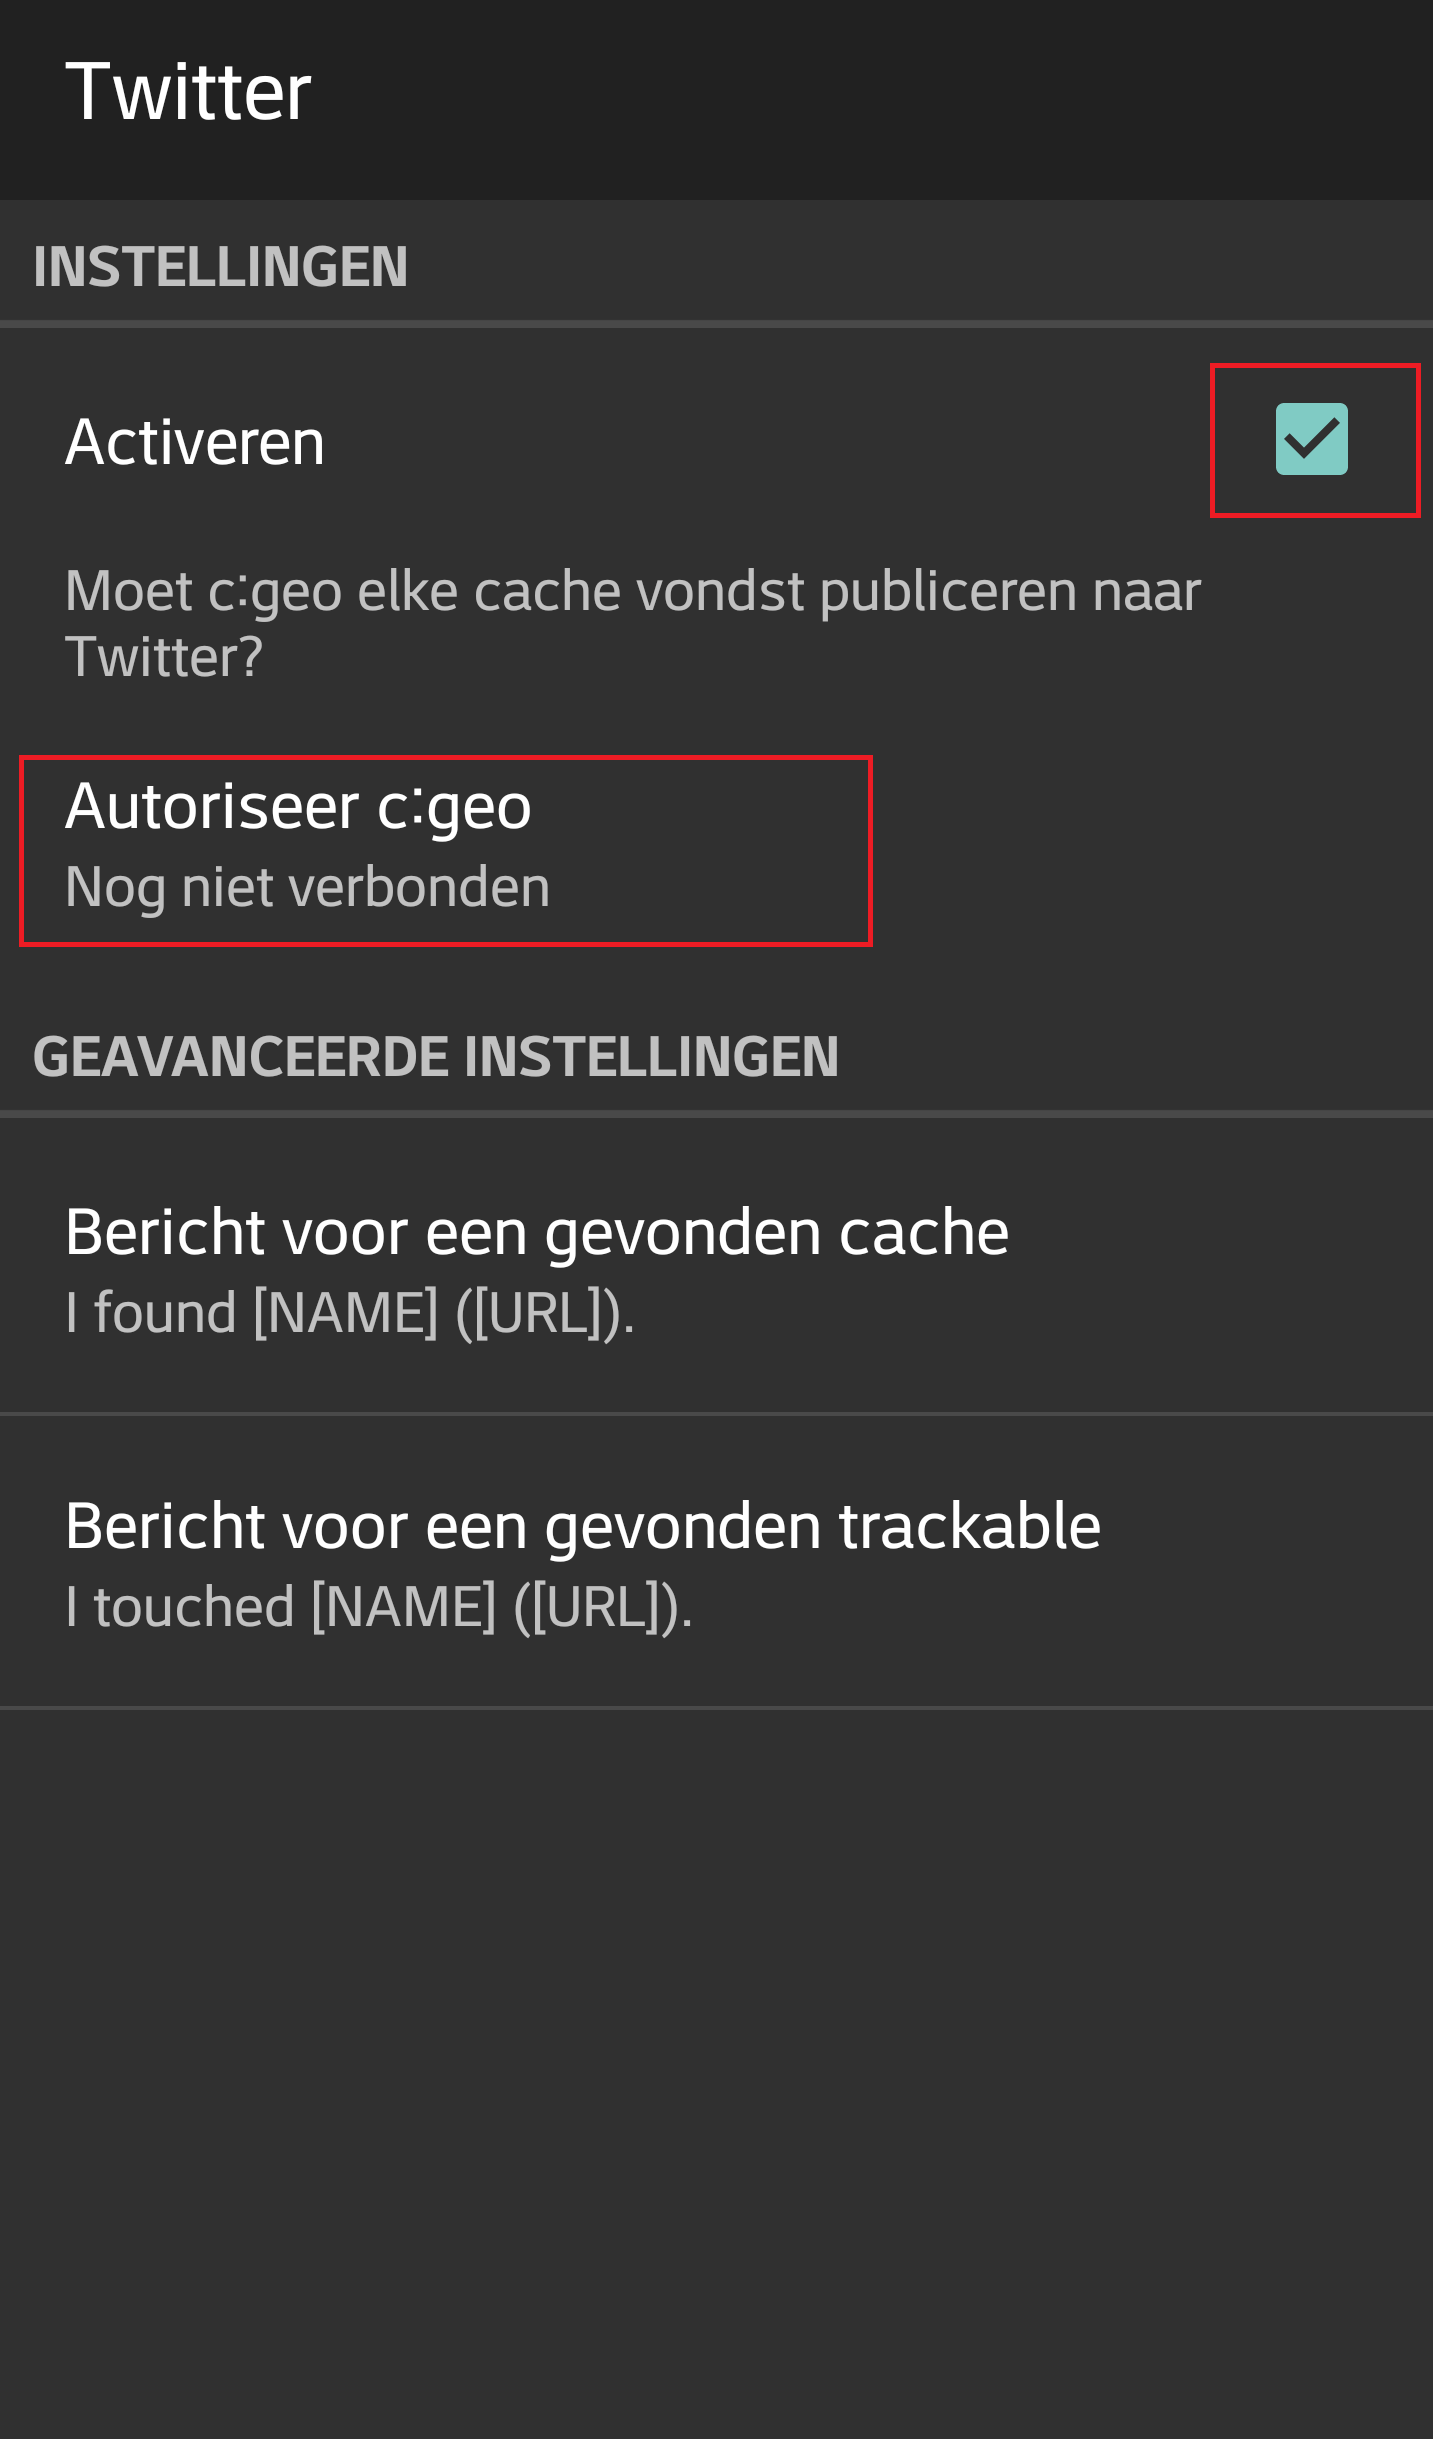 Twitter
INSTELLINGEN
Activeren
Moet c:geo elke cache vondst publiceren naar
Twitter?
Autoriseer c:geo
Nog niet verbonden
GEAVANCEERDE INSTELLINGEN
Bericht voor een gevonden cache
I found [NAME] ([URL]).
Bericht voor een gevonden trackable
I touched [NAME] ([URL]).